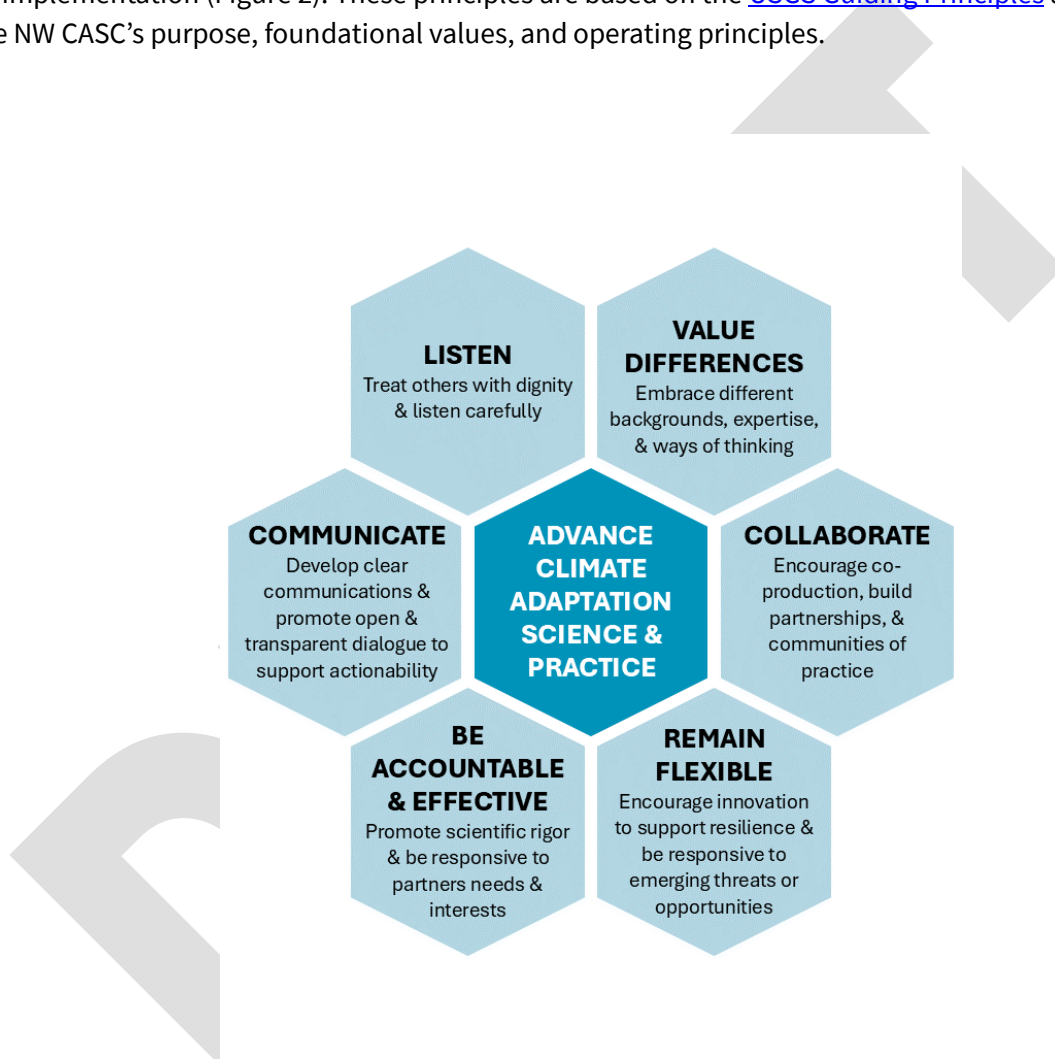 implementation (Figure 2). These principles are based on the USGS Guiding Principles
NW CASC’s purpose, foundational values, and operating principles.
LISTEN
Treat others with dignity
& listen carefully
VALUE
DIFFERENCES
Embrace different
backgrounds, expertise,
& ways of thinking
COMMUNICATE
Develop clear
communications &
promote open &
transparent dialogue to
support actionability
ADVANCE
CLIMATE
ADAPTATION
SCIENCE &
PRACTICE
COLLABORATE
Encourage co-
production, build
partnerships, &
communities of
practice
BE
ACCOUNTABLE
& EFFECTIVE
Promote scientific rigor
& be responsive to
partners needs &
interests
REMAIN
FLEXIBLE
Encourage innovation
to support resilience &
be responsive to
emerging threats or
opportunities